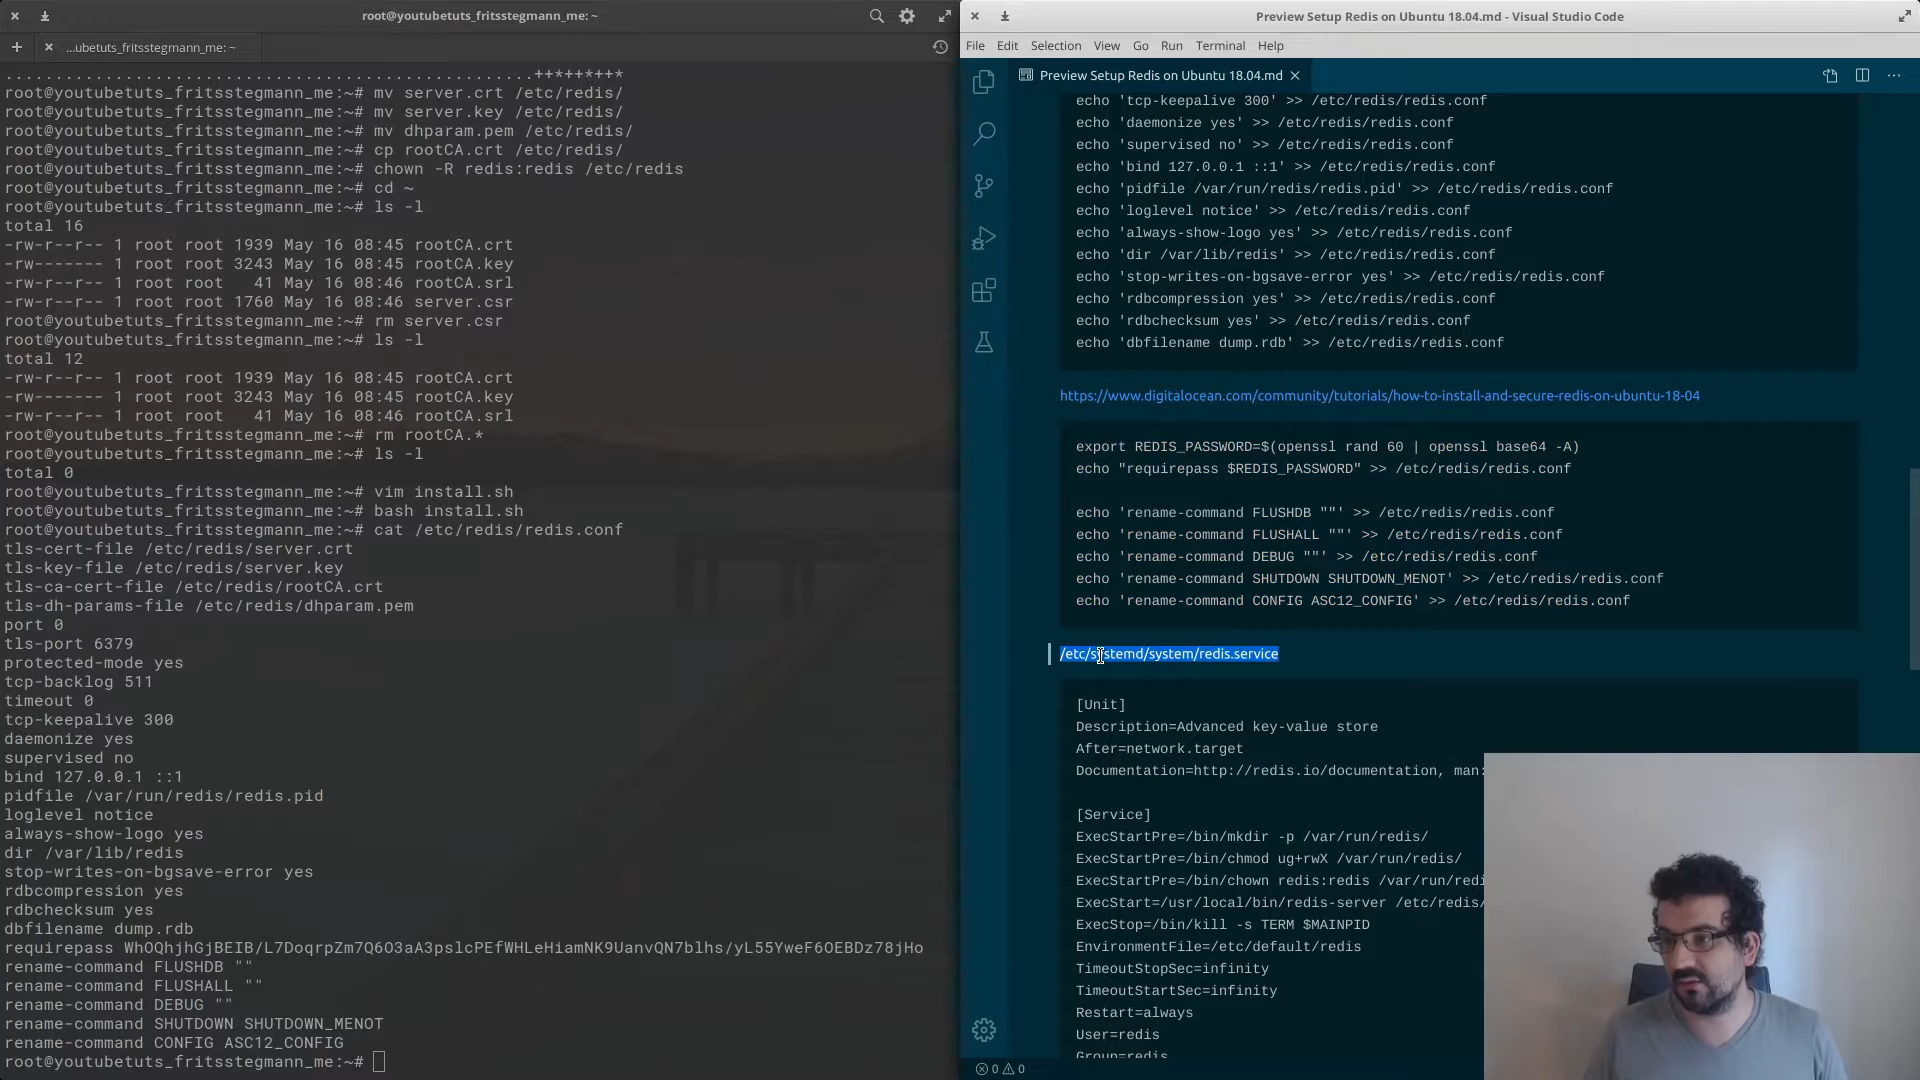 root@youtubetuts_fritsstegmann_me: ~
...ubetuts_fritsstegmann_me: ~
...................................................++*++*++*
root@youtubetuts_fritsstegmann_me:~# mv server.crt /etc/redis/
root@youtubetuts_fritsstegmann_me:~# mv server.key /etc/redis/
root@youtubetuts_fritsstegmann_me:~# mv dhparam.pem /etc/redis/
root@youtubetuts_fritsstegmann_me:~# cp rootCA.crt /etc/redis/
root@youtubetuts_fritsstegmann_me:~# chown -R redis:redis /etc/redis
root@youtubetuts_fritsstegmann_me:~# cd ~
root@youtubetuts_fritsstegmann_me:~# ls -l
total 16
-rw-r--r-- 1 root root 1939 May 16 08:45 rootCA.crt
-rw------- 1 root root 3243 May 16 08:45 rootCA.key
-rw-r--r-- 1 root root   41 May 16 08:46 rootCA.srl
-rw-r--r-- 1 root root 1760 May 16 08:46 server.csr
root@youtubetuts_fritsstegmann_me:~# rm server.csr
root@youtubetuts_fritsstegmann_me:~# ls -l
total 12
-rw-r--r-- 1 root root 1939 May 16 08:45 rootCA.crt
-rw------- 1 root root 3243 May 16 08:45 rootCA.key
-rw-r--r-- 1 root root   41 May 16 08:46 rootCA.srl
root@youtubetuts_fritsstegmann_me:~# rm rootCA.*
root@youtubetuts_fritsstegmann_me:~# ls -l
total 0
root@youtubetuts_fritsstegmann_me:~# vim install.sh
root@youtubetuts_fritsstegmann_me:~# bash install.sh
root@youtubetuts_fritsstegmann_me:~# cat /etc/redis/redis.conf
tls-cert-file /etc/redis/server.crt
tls-key-file /etc/redis/server.key
tls-ca-cert-file /etc/redis/rootCA.crt
tls-dh-params-file /etc/redis/dhparam.pem
port 0
tls-port 6379
protected-mode yes
tcp-backlog 511
timeout 0
tcp-keepalive 300
daemonize yes
supervised no
bind 127.0.0.1 ::1
pidfile /var/run/redis/redis.pid
loglevel notice
always-show-logo yes
dir /var/lib/redis
stop-writes-on-bgsave-error yes
rdbcompression yes
rdbchecksum yes
dbfilename dump.rdb
requirepass WhOQhjhGjBEIB/L7DoqrpZm7Q6O3aA3pslcPEfWHLeHiamNK9UanvQN7blhs/yL55YweF6OEBDz78jHo
rename-command FLUSHDB ""
rename-command FLUSHALL ""
rename-command DEBUG ""
rename-command SHUTDOWN SHUTDOWN_MENOT
rename-command CONFIG ASC12_CONFIG
root@youtubetuts_fritsstegmann_me:~#
Preview Setup Redis on Ubuntu 18.04.md - Visual Studio Code
File Edit Selection View Go Run Terminal Help
Preview Setup Redis on Ubuntu 18.04.md
echo 'tcp-keepalive 300' >> /etc/redis/redis.conf
echo 'daemonize yes' >> /etc/redis/redis.conf
echo 'supervised no' >> /etc/redis/redis.conf
echo 'bind 127.0.0.1 ::1' >> /etc/redis/redis.conf
echo 'pidfile /var/run/redis/redis.pid' >> /etc/redis/redis.conf
echo 'loglevel notice' >> /etc/redis/redis.conf
echo 'always-show-logo yes' >> /etc/redis/redis.conf
echo 'dir /var/lib/redis' >> /etc/redis/redis.conf
echo 'stop-writes-on-bgsave-error yes' >> /etc/redis/redis.conf
echo 'rdbcompression yes' >> /etc/redis/redis.conf
echo 'rdbchecksum yes' >> /etc/redis/redis.conf
echo 'dbfilename dump.rdb' >> /etc/redis/redis.conf
https://www.digitalocean.com/community/tutorials/how-to-install-and-secure-redis-on-ubuntu-18-04
export REDIS_PASSWORD=$(openssl rand 60 | openssl base64 -A)
echo "requirepass $REDIS_PASSWORD" >> /etc/redis/redis.conf
echo 'rename-command FLUSHDB ""' >> /etc/redis/redis.conf
echo 'rename-command FLUSHALL ""' >> /etc/redis/redis.conf
echo 'rename-command DEBUG ""' >> /etc/redis/redis.conf
echo 'rename-command SHUTDOWN SHUTDOWN_MENOT' >> /etc/redis/redis.conf
echo 'rename-command CONFIG ASC12_CONFIG' >> /etc/redis/redis.conf
/etc/systemd/system/redis.service
[Unit]
Description=Advanced key-value store
After=network.target
Documentation=http://redis.io/documentation, man:
[Service]
ExecStartPre=/bin/mkdir -p /var/run/redis/
ExecStartPre=/bin/chmod ug+rwX /var/run/redis/
ExecStartPre=/bin/chown redis:redis /var/run/redi
ExecStart=/usr/local/bin/redis-server /etc/redis/
ExecStop=/bin/kill -s TERM $MAINPID
EnvironmentFile=/etc/default/redis
TimeoutStopSec=infinity
TimeoutStartSec=infinity
Restart=always
User=redis
Group=redis
0 0